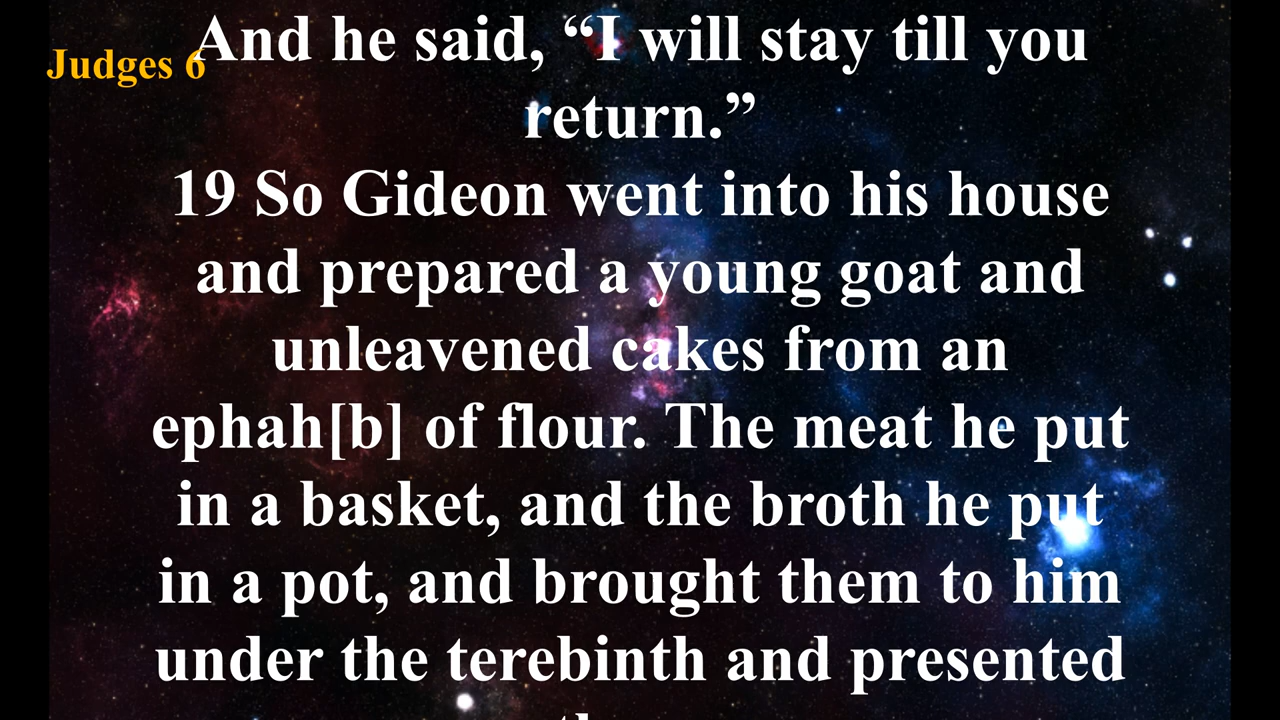 Judges 6
And he said, “I will stay till you
return.”
19 So Gideon went into his house
and prepared a young goat and
unleavened cakes from an
ephah[b] of flour. The meat he put
in a basket, and the broth he put
in a pot, and brought them to him
under the terebinth and presented